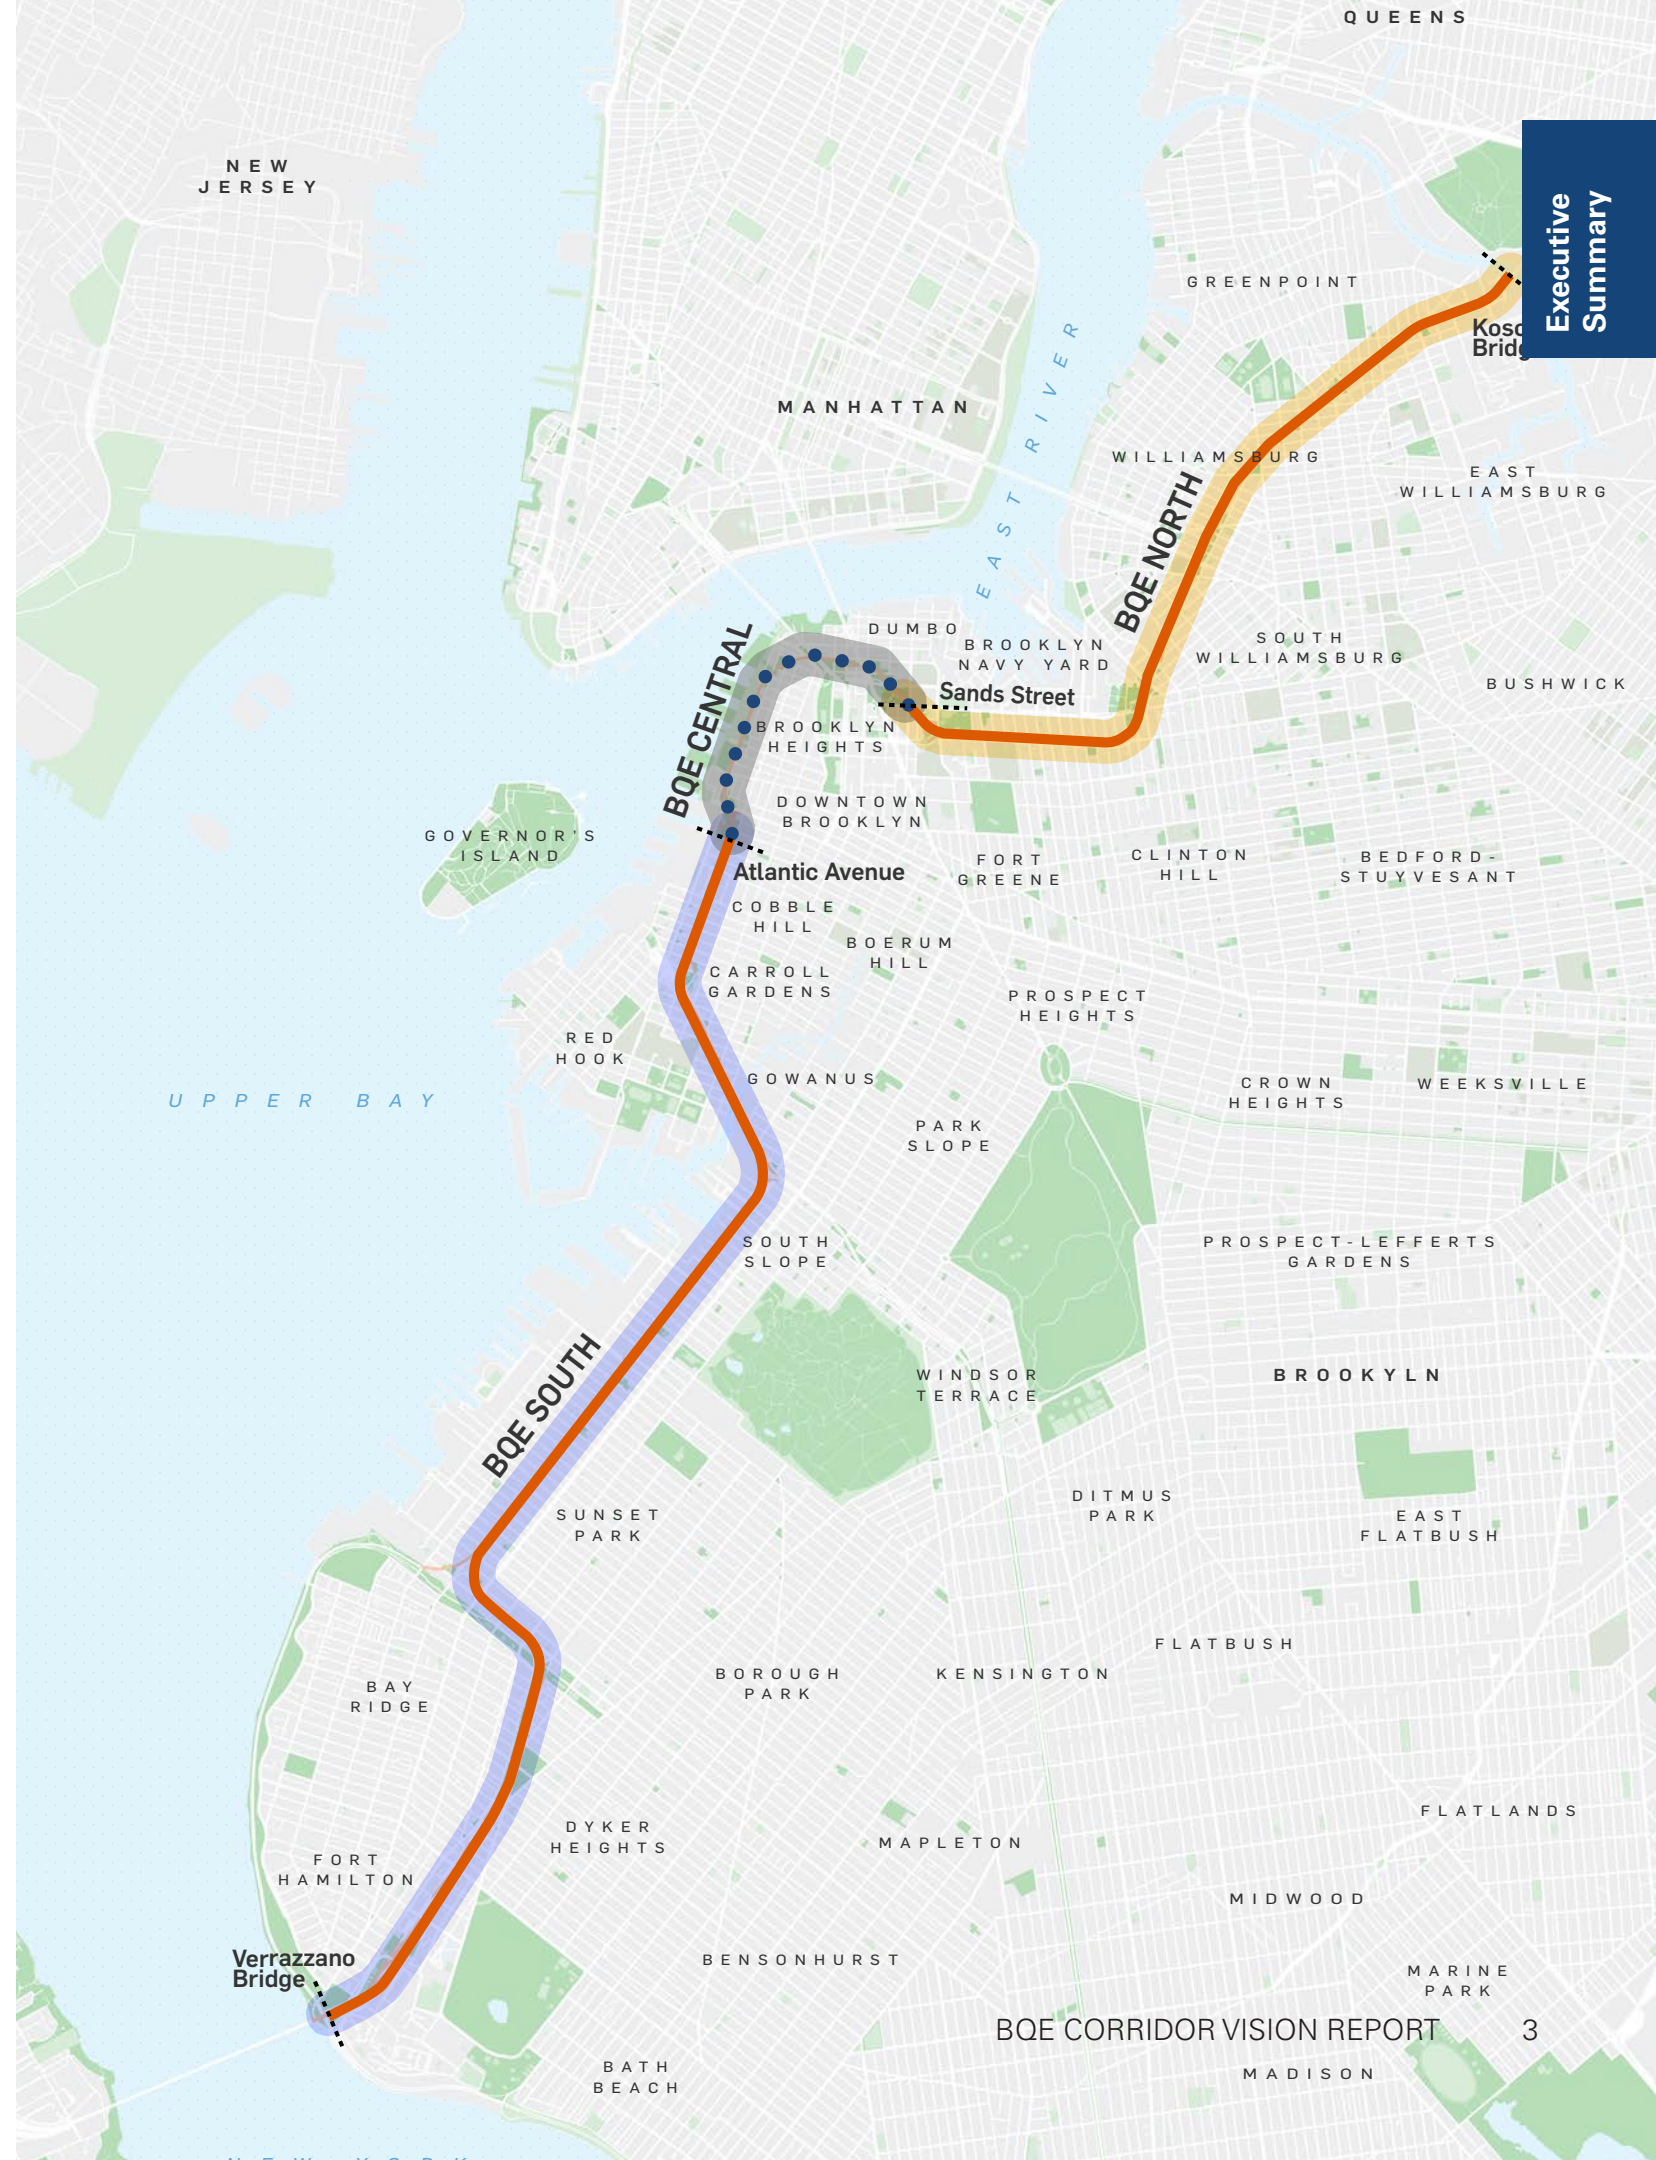 QUEENS
NEW
JERSEY
Executive
Summary
GREENPOINT
EAST RIVER
MANHATTAN
WILLIAMSBURG
EAST
WILLIAMSBURG
BQE NORTH
BQE CENTRAL
DUMBO
BROOKLYN
NAVY YARD
SOUTH
WILLIAMSBURG
BUSHWICK
Sands Street
BROOKLYN
HEIGHTS
DOWNTOWN
BROOKLYN
GOVERNOR'S
ISLAND
Atlantic Avenue
FORT
GREENE
CLINTON
HILL
BEDFORD-
STUYVESANT
COBBLE
HILL
BOERUM
HILL
CARROLL
GARDENS
PROSPECT
HEIGHTS
RED
HOOK
GOWANUS
CROWN
HEIGHTS
WEEKSVILLE
UPPER BAY
PARK
SLOPE
SOUTH
SLOPE
PROSPECT-LEFFERTS
GARDENS
BQE SOUTH
WINDSOR
TERRACE
BROOKYLN
SUNSET
PARK
DITMUS
PARK
EAST
FLATBUSH
FLATBUSH
BAY
RIDGE
BOROUGH
PARK
KENSINGTON
FLATLANDS
DYKER
HEIGHTS
MAPLETON
FORT
HAMILTON
MIDWOOD
Verrazzano
Bridge
BENSONHURST
MARINE
PARK
BQE CORRIDOR VISION REPORT 3
BATH
BEACH
MADISON